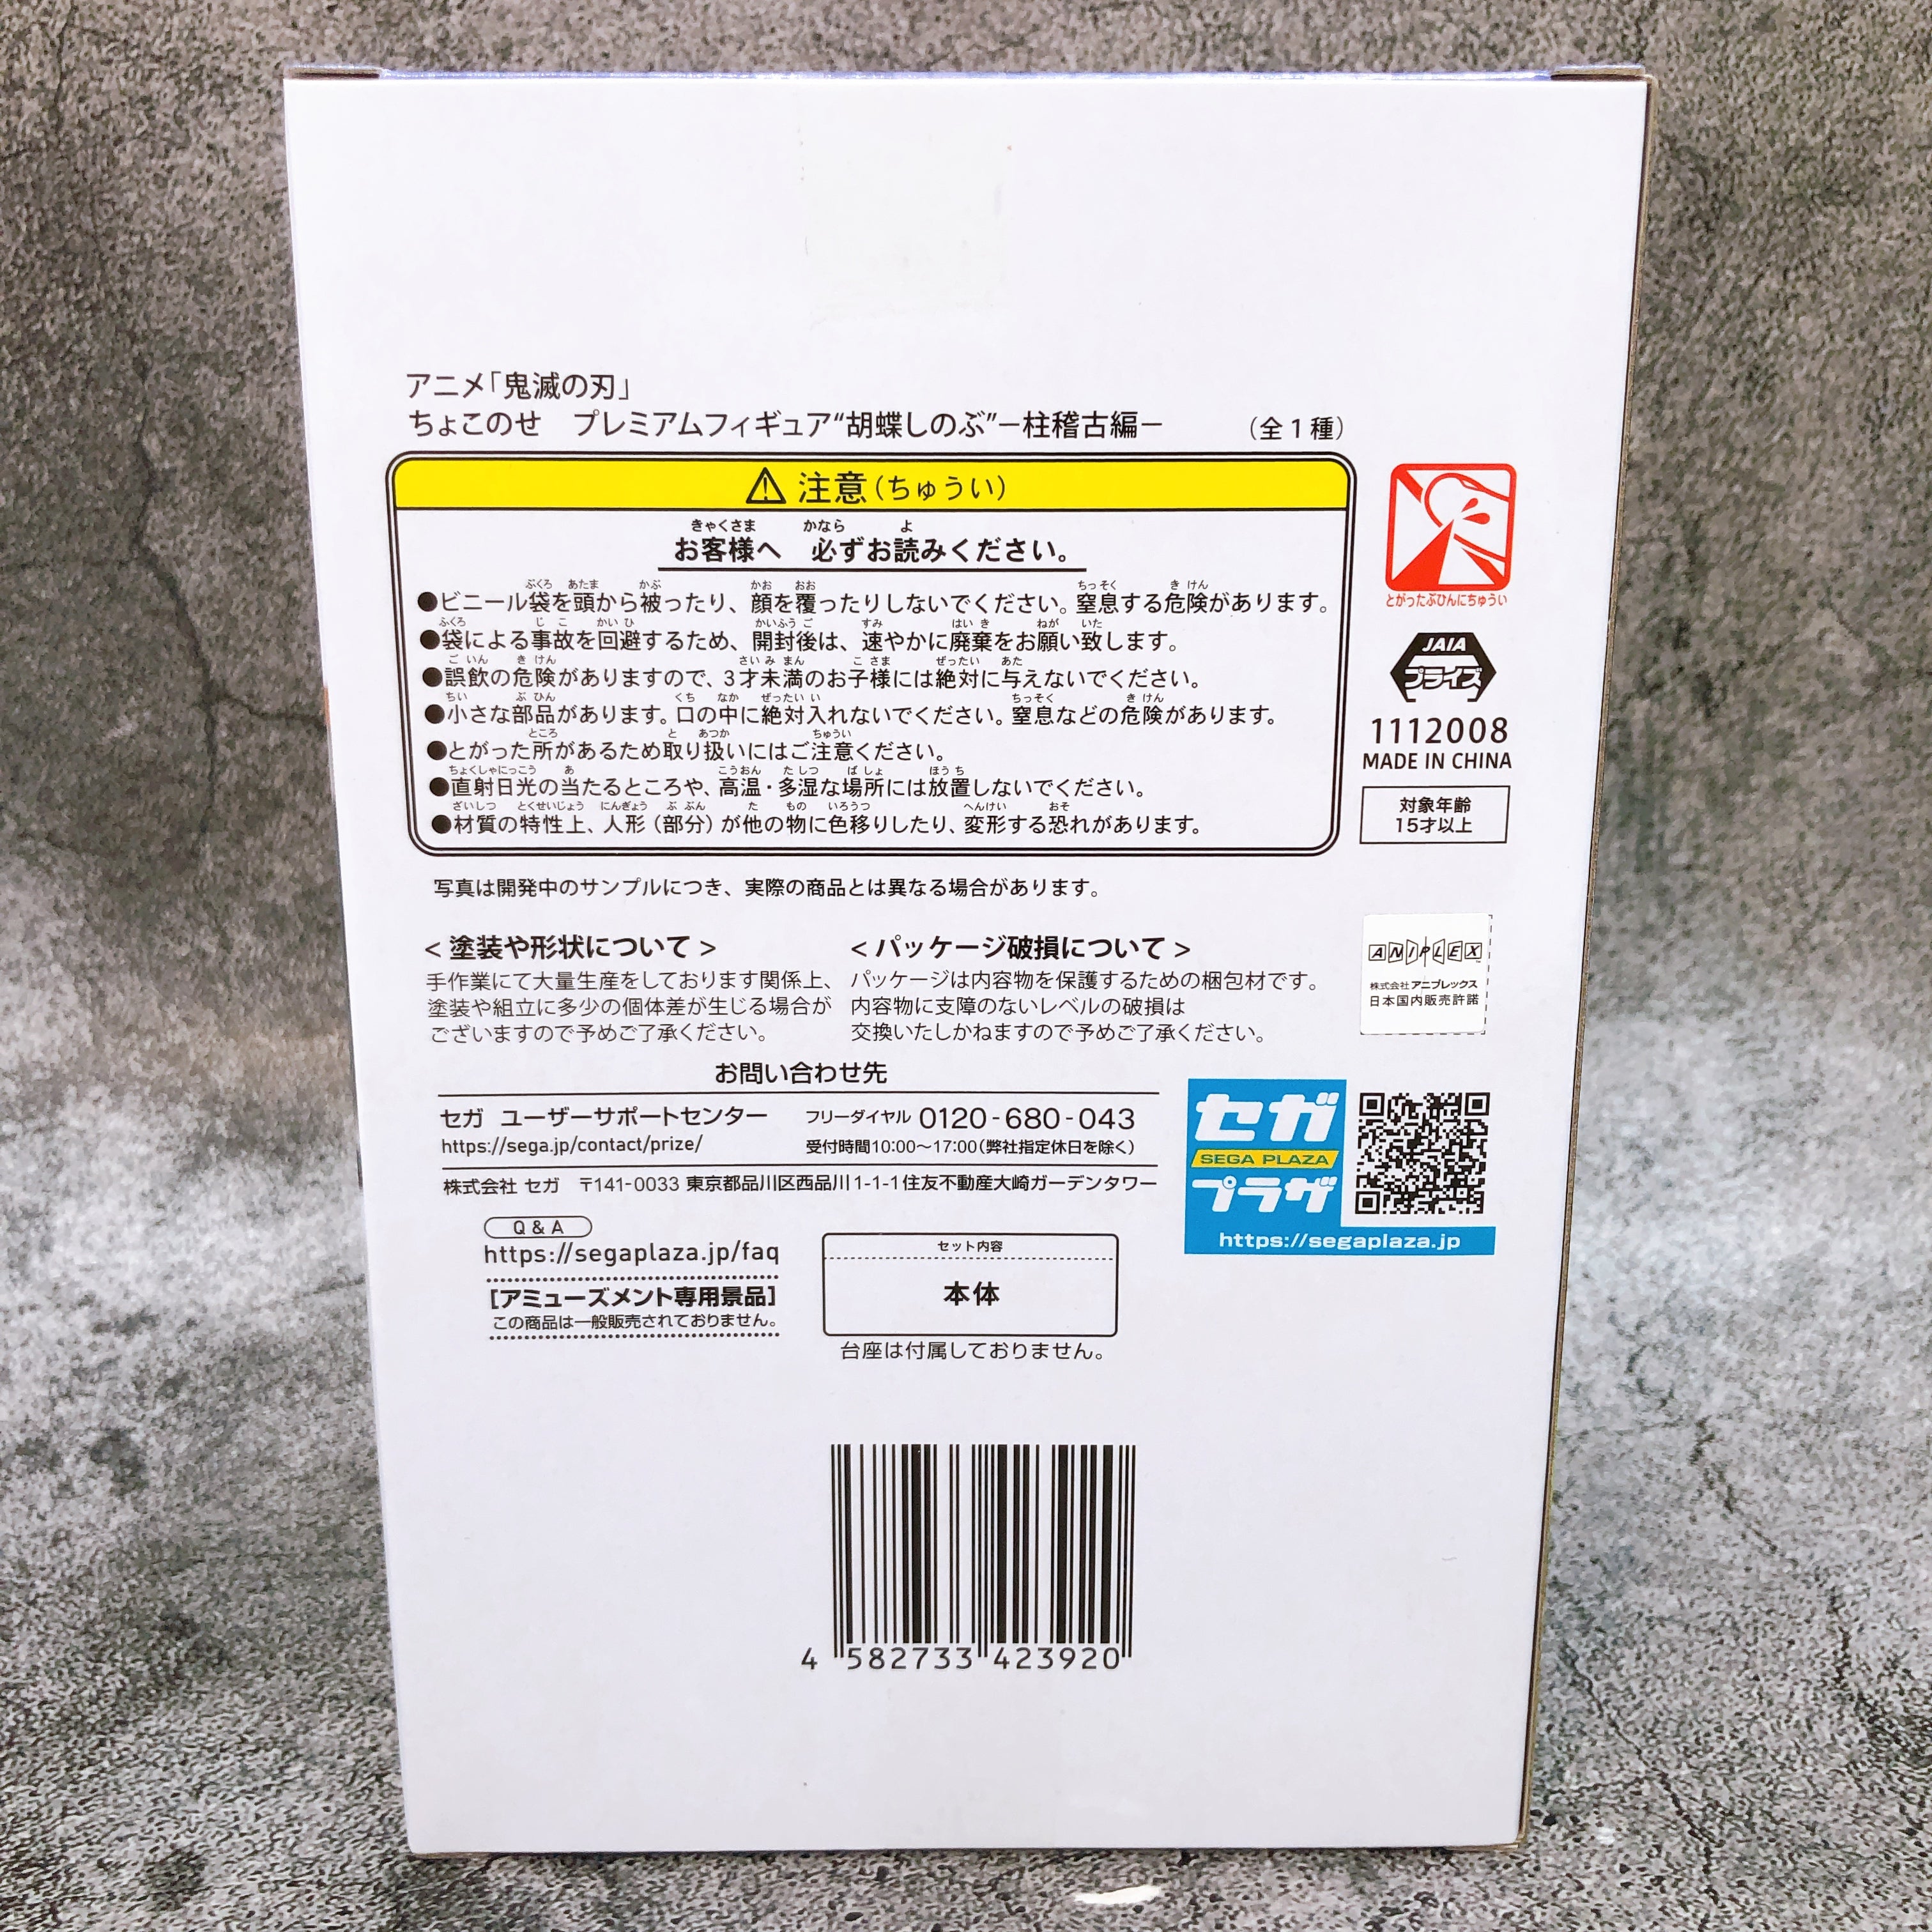 アニメ「鬼滅の刃」
ちょこのせ　プレミアムフィギュア“胡蝶しのぶ”－柱稽古編－　（全1種）
⚠ 注意（ちゅうい）
お客様へ　必ずお読みください。
●ビニール袋を頭から被ったり、顔を覆ったりしないでください。窒息する危険があります。
●袋による事故を回避するため、開封後は、速やかに廃棄をお願い致します。
●誤飲の危険がありますので、3才未満のお子様には絶対に与えないでください。
●小さな部品があります。口の中に絶対入れないでください。窒息などの危険があります。
●とがった所があるため取り扱いにはご注意ください。
●直射日光の当たるところや、高温・多湿な場所には放置しないでください。
●材質の特性上、人形（部分）が他の物に色移りしたり、変形する恐れがあります。
とがったぶひんにちゅうい
JAIA
プライズ
1112008
MADE IN CHINA
対象年齢
15才以上
写真は開発中のサンプルにつき、実際の商品とは異なる場合があります。
＜塗装や形状について＞
手作業にて大量生産をしております関係上、
塗装や組立に多少の個体差が生じる場合が
ございますので予めご了承ください。
＜パッケージ破損について＞
パッケージは内容物を保護するための梱包材です。
内容物に支障のないレベルの破損は
交換いたしかねますので予めご了承ください。
ANIPLEX
株式会社アニプレックス
日本国内販売許諾
お問い合わせ先
セガ　ユーザーサポートセンター　フリーダイヤル 0120-680-043
https://sega.jp/contact/prize/　受付時間10:00～17:00（弊社指定休日を除く）
株式会社 セガ　〒141-0033 東京都品川区西品川1-1-1住友不動産大崎ガーデンタワー
セガ
SEGA PLAZA
プラザ
https://segaplaza.jp
Q & A
https://segaplaza.jp/faq
［アミューズメント専用景品］
この商品は一般販売されておりません。
セット内容
本体
台座は付属しておりません。
4 582733 423920